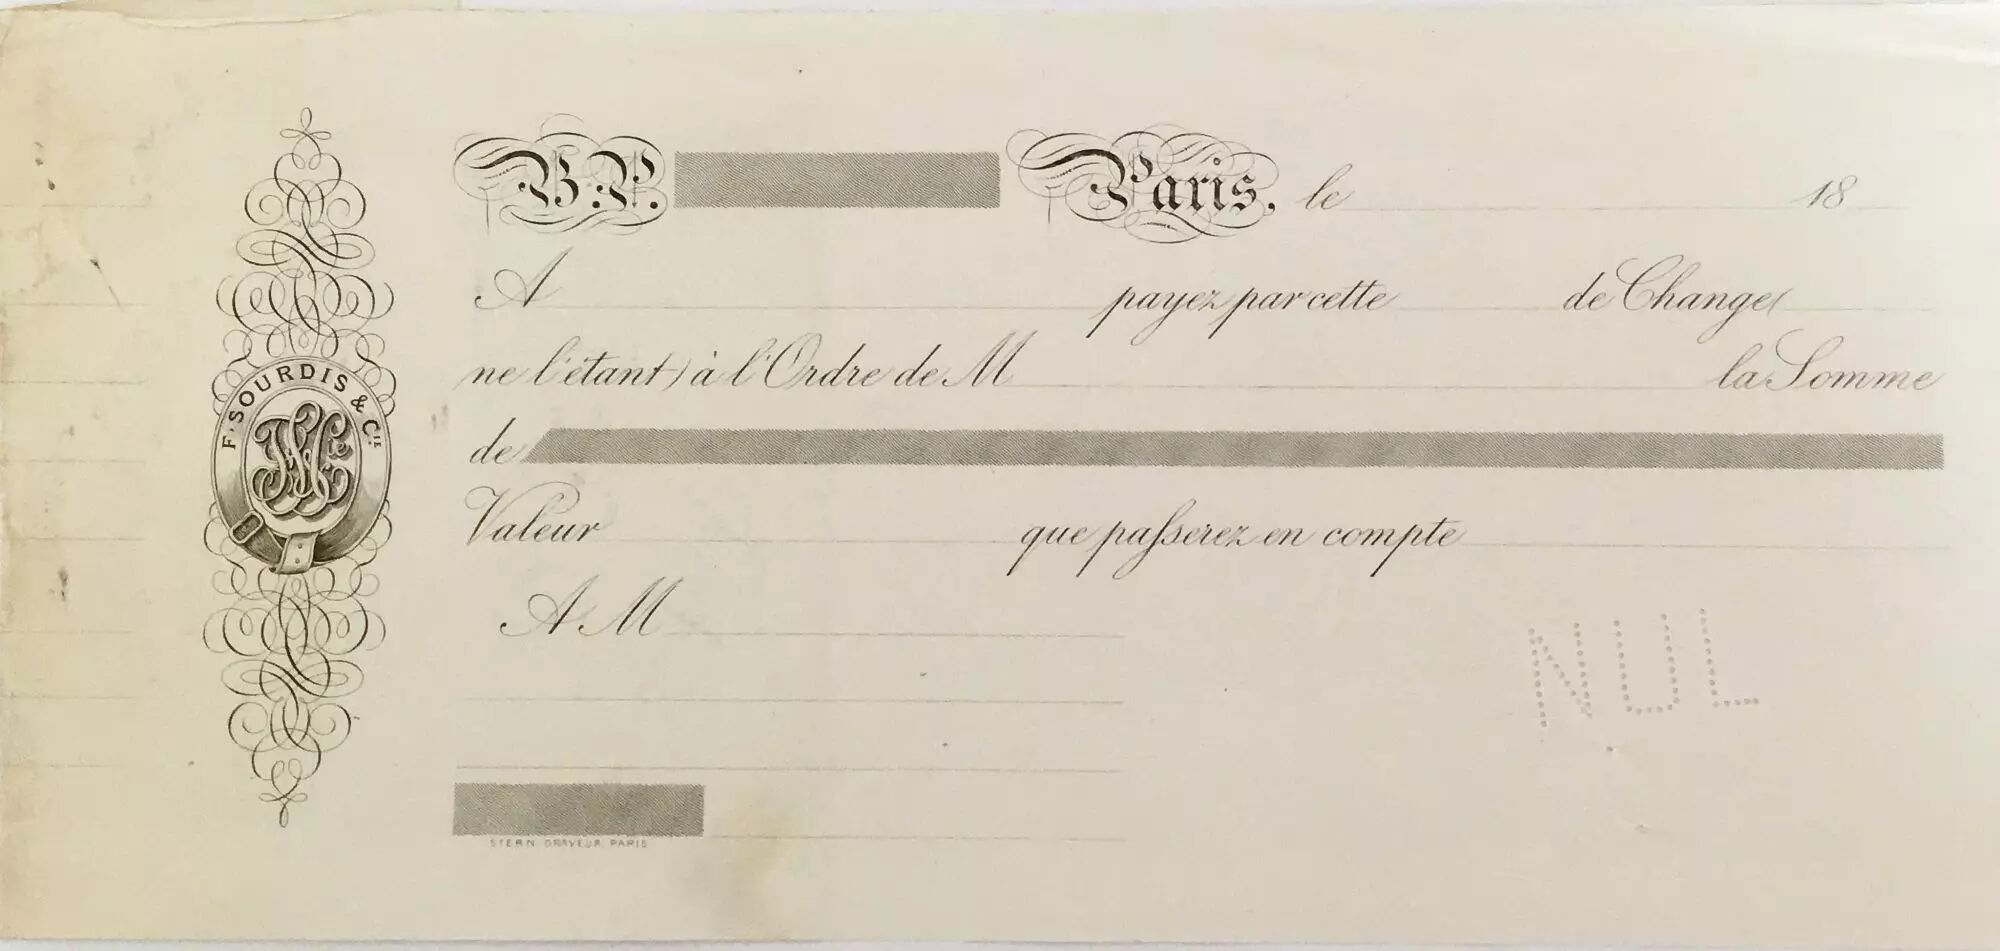 B.P. Paris, le 18
A payez par cette de Change(
ne l'étant) à l'Ordre de M la Somme
de
Valeur que passerez en compte
A M
F. SOURDIS & CIE
NUL
STERN GRAVEUR PARIS